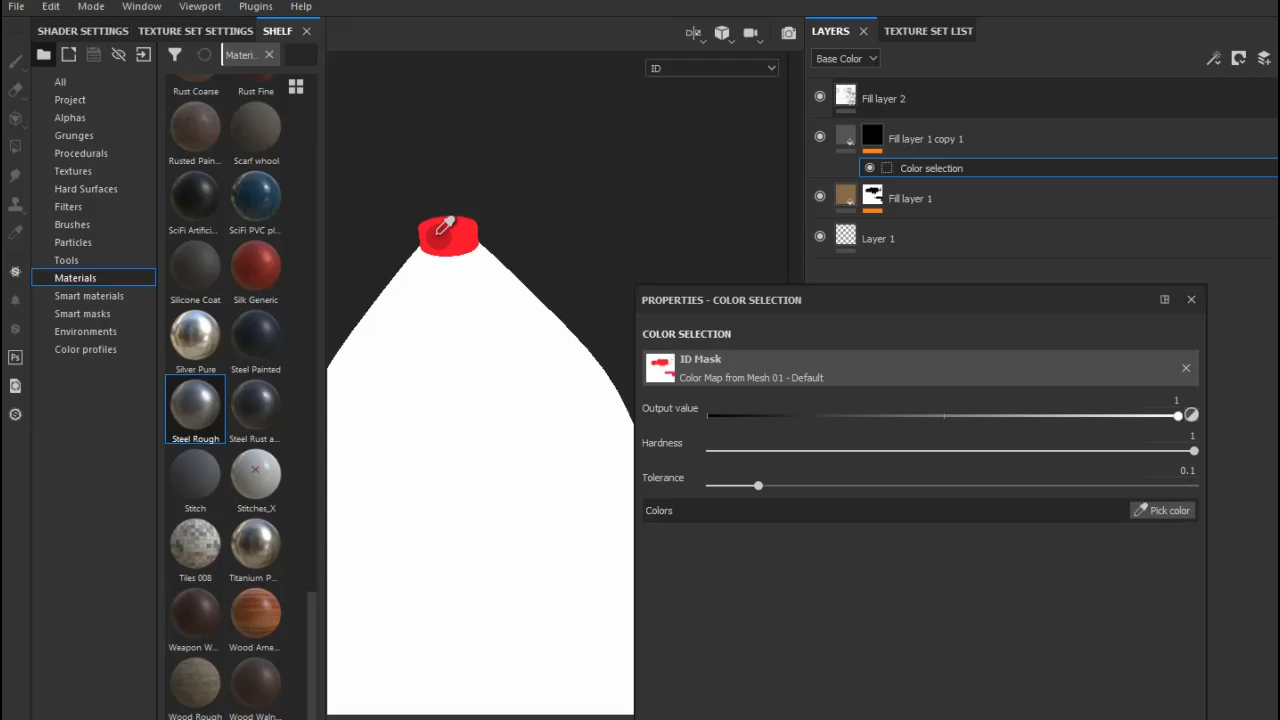 File Edit Mode Window Viewport Plugins Help
SHADER SETTINGS TEXTURE SET SETTINGS SHELF
Materi...
All
Project
Alphas
Grunges
Procedurals
Textures
Hard Surfaces
Filters
Brushes
Particles
Tools
Materials
Smart materials
Smart masks
Environments
Color profiles
Rust Coarse Rust Fine
Rusted Pain... Scarf whool
SciFi Artifici... SciFi PVC pl...
Silicone Coat Silk Generic
Silver Pure Steel Painted
Steel Rough Steel Rust a...
Stitch Stitches_X
Tiles 008 Titanium P...
Weapon W... Wood Ame...
Wood Rough Wood Waln...
Ps
ID
LAYERS TEXTURE SET LIST
Base Color
Fill layer 2
Fill layer 1 copy 1
Color selection
Fill layer 1
Layer 1
PROPERTIES - COLOR SELECTION
COLOR SELECTION
ID Mask
Color Map from Mesh 01 - Default
Output value 1
Hardness 1
Tolerance 0.1
Colors Pick color